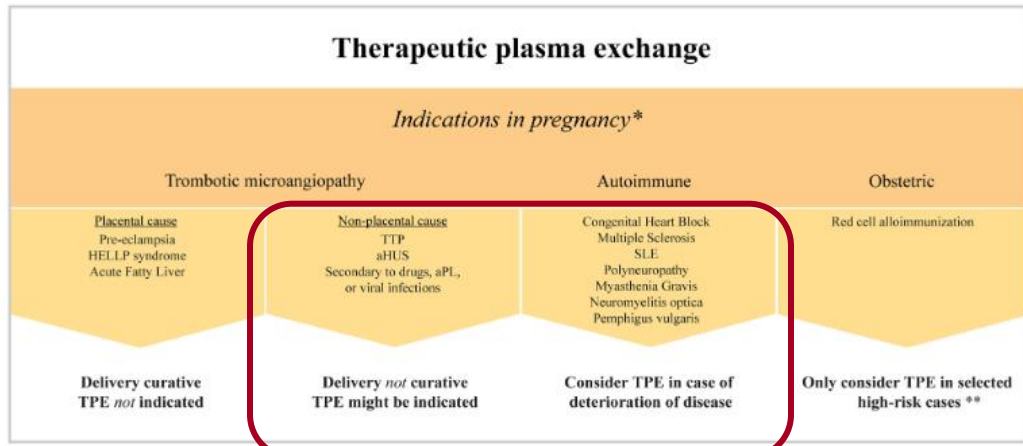 Therapeutic plasma exchange
Indications in pregnancy*
Trombotic microangiopathy
Autoimmune
Obstetric
Placental cause
Pre-eclampsia
HELLP syndrome
Acute Fatty Liver
Delivery curative
TPE not indicated
Non-placental cause
TTP
aHUS
Secondary to drugs, aPL,
or viral infections
Delivery not curative
TPE might be indicated
Congenital Heart Block
Multiple Sclerosis
SLE
Polyneuropathy
Myasthenia Gravis
Neuromyelitis optica
Pemphigus vulgaris
Consider TPE in case of
deterioration of disease
Red cell alloimmunization
Only consider TPE in selected
high-risk cases **